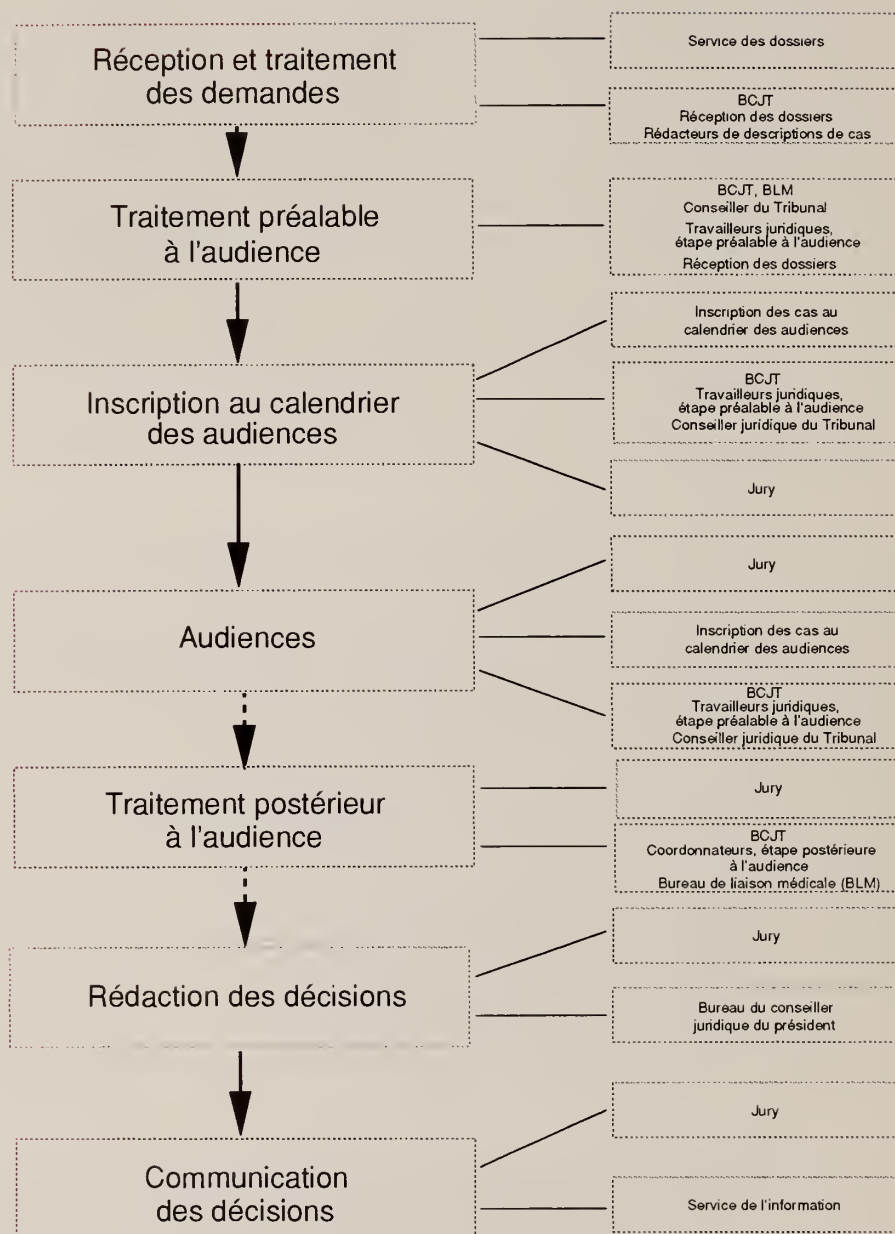 Réception et traitement
des demandes
Service des dossiers
BCJT
Réception des dossiers
Rédacteurs de descriptions de cas
Traitement préalable
à l'audience
BCJT, BLM
Conseiller du Tribunal
Travailleurs juridiques,
étape préalable à l'audience
Réception des dossiers
Inscription au calendrier
des audiences
Inscription des cas au
calendrier des audiences
BCJT
Travailleurs juridiques,
étape préalable à l'audience
Conseiller juridique du Tribunal
Jury
Audiences
Jury
Inscription des cas au
calendrier des audiences
BCJT
Travailleurs juridiques,
étape préalable à l'audience
Conseiller juridique du Tribunal
Traitement postérieur
à l'audience
Jury
BCJT
Coordonnateurs, étape postérieure
à l'audience
Bureau de liaison médicale (BLM)
Rédaction des décisions
Jury
Bureau du conseiller
juridique du président
Communication
des décisions
Jury
Service de l'information